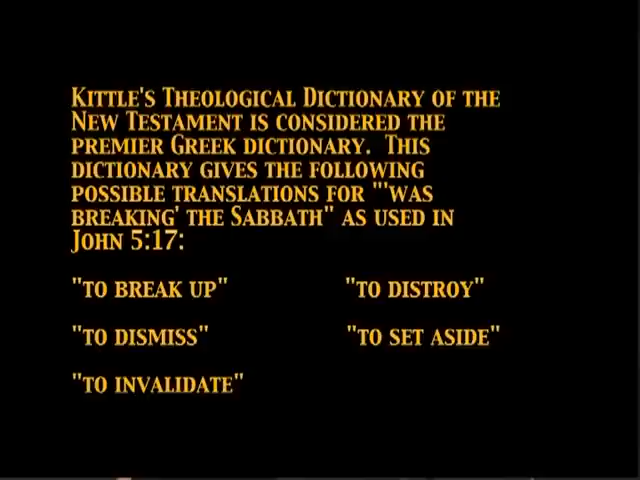 Kittle's Theological Dictionary of the
New Testament is considered the
premier Greek dictionary. This
dictionary gives the following
possible translations for "'was
breaking' the Sabbath" as used in
John 5:17:
"to break up" "to distroy"
"to dismiss" "to set aside"
"to invalidate"